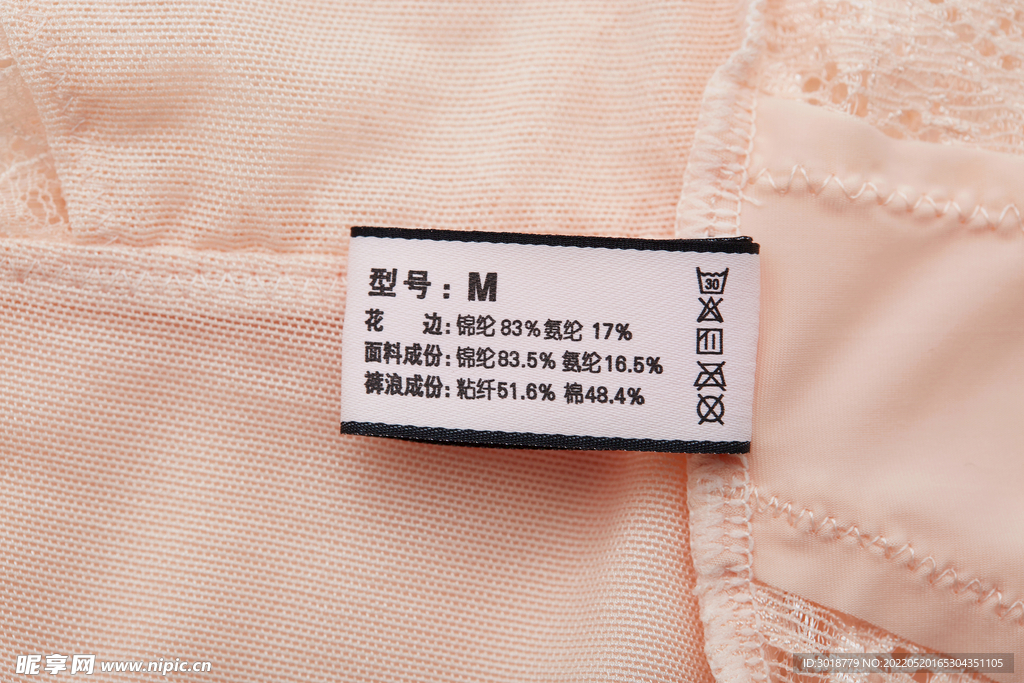 型号: M
花 边: 锦纶 83% 氨纶 17%
面料成份: 锦纶83.5% 氨纶16.5%
裤浪成份: 粘纤51.6% 棉48.4%
30
昵享网 www.nipic.cn
ID:3018779 NO:20220520165304351105